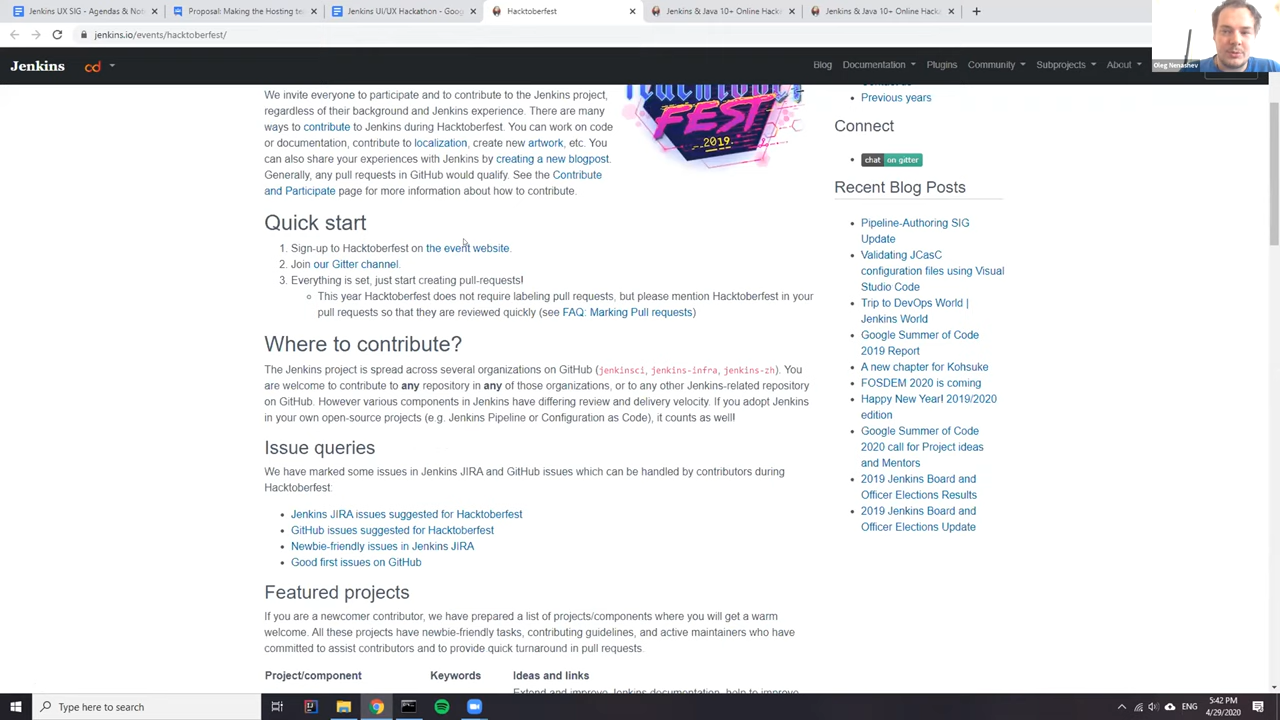 Jenkins UX SIG - Agendas & Note
Proposal: Making the Hosting te
Jenkins UI/UX Hackathon - Goog
Hacktoberfest
Jenkins & Java 10+ Online Hack
Jenkins & Java 10+ Online Hack
jenkins.io/events/hacktoberfest/
Oleg Nenashev
Jenkins
cd
Blog
Documentation
Plugins
Community
Subprojects
About
We invite everyone to participate and to contribute to the Jenkins project,
regardless of their background and Jenkins experience. There are many
ways to contribute to Jenkins during Hacktoberfest. You can work on code
or documentation, contribute to localization, create new artwork, etc. You
can also share your experiences with Jenkins by creating a new blogpost.
Generally, any pull requests in GitHub would qualify. See the Contribute
and Participate page for more information about how to contribute.
FEST
2019
Quick start
1. Sign-up to Hacktoberfest on the event website.
2. Join our Gitter channel.
3. Everything is set, just start creating pull-requests!
This year Hacktoberfest does not require labeling pull requests, but please mention Hacktoberfest in your
pull requests so that they are reviewed quickly (see FAQ: Marking Pull requests)
Where to contribute?
The Jenkins project is spread across several organizations on GitHub (jenkinsci, jenkins-infra, jenkins-zh). You
are welcome to contribute to any repository in any of those organizations, or to any other Jenkins-related repository
on GitHub. However various components in Jenkins have differing review and delivery velocity. If you adopt Jenkins
in your own open-source projects (e.g. Jenkins Pipeline or Configuration as Code), it counts as well!
Issue queries
We have marked some issues in Jenkins JIRA and GitHub issues which can be handled by contributors during
Hacktoberfest:
Jenkins JIRA issues suggested for Hacktoberfest
GitHub issues suggested for Hacktoberfest
Newbie-friendly issues in Jenkins JIRA
Good first issues on GitHub
Featured projects
If you are a newcomer contributor, we have prepared a list of projects/components where you will get a warm
welcome. All these projects have newbie-friendly tasks, contributing guidelines, and active maintainers who have
committed to assist contributors and to provide quick turnaround in pull requests.
Project/component
Keywords
Ideas and links
Extend and improve Jenkins documentation, help to improve
Previous years
Connect
chat on gitter
Recent Blog Posts
Pipeline-Authoring SIG
Update
Validating JCasC
configuration files using Visual
Studio Code
Trip to DevOps World |
Jenkins World
Google Summer of Code
2019 Report
A new chapter for Kohsuke
FOSDEM 2020 is coming
Happy New Year! 2019/2020
edition
Google Summer of Code
2020 call for Project ideas
and Mentors
2019 Jenkins Board and
Officer Elections Results
2019 Jenkins Board and
Officer Elections Update
Type here to search
ENG
5:42 PM
4/29/2020